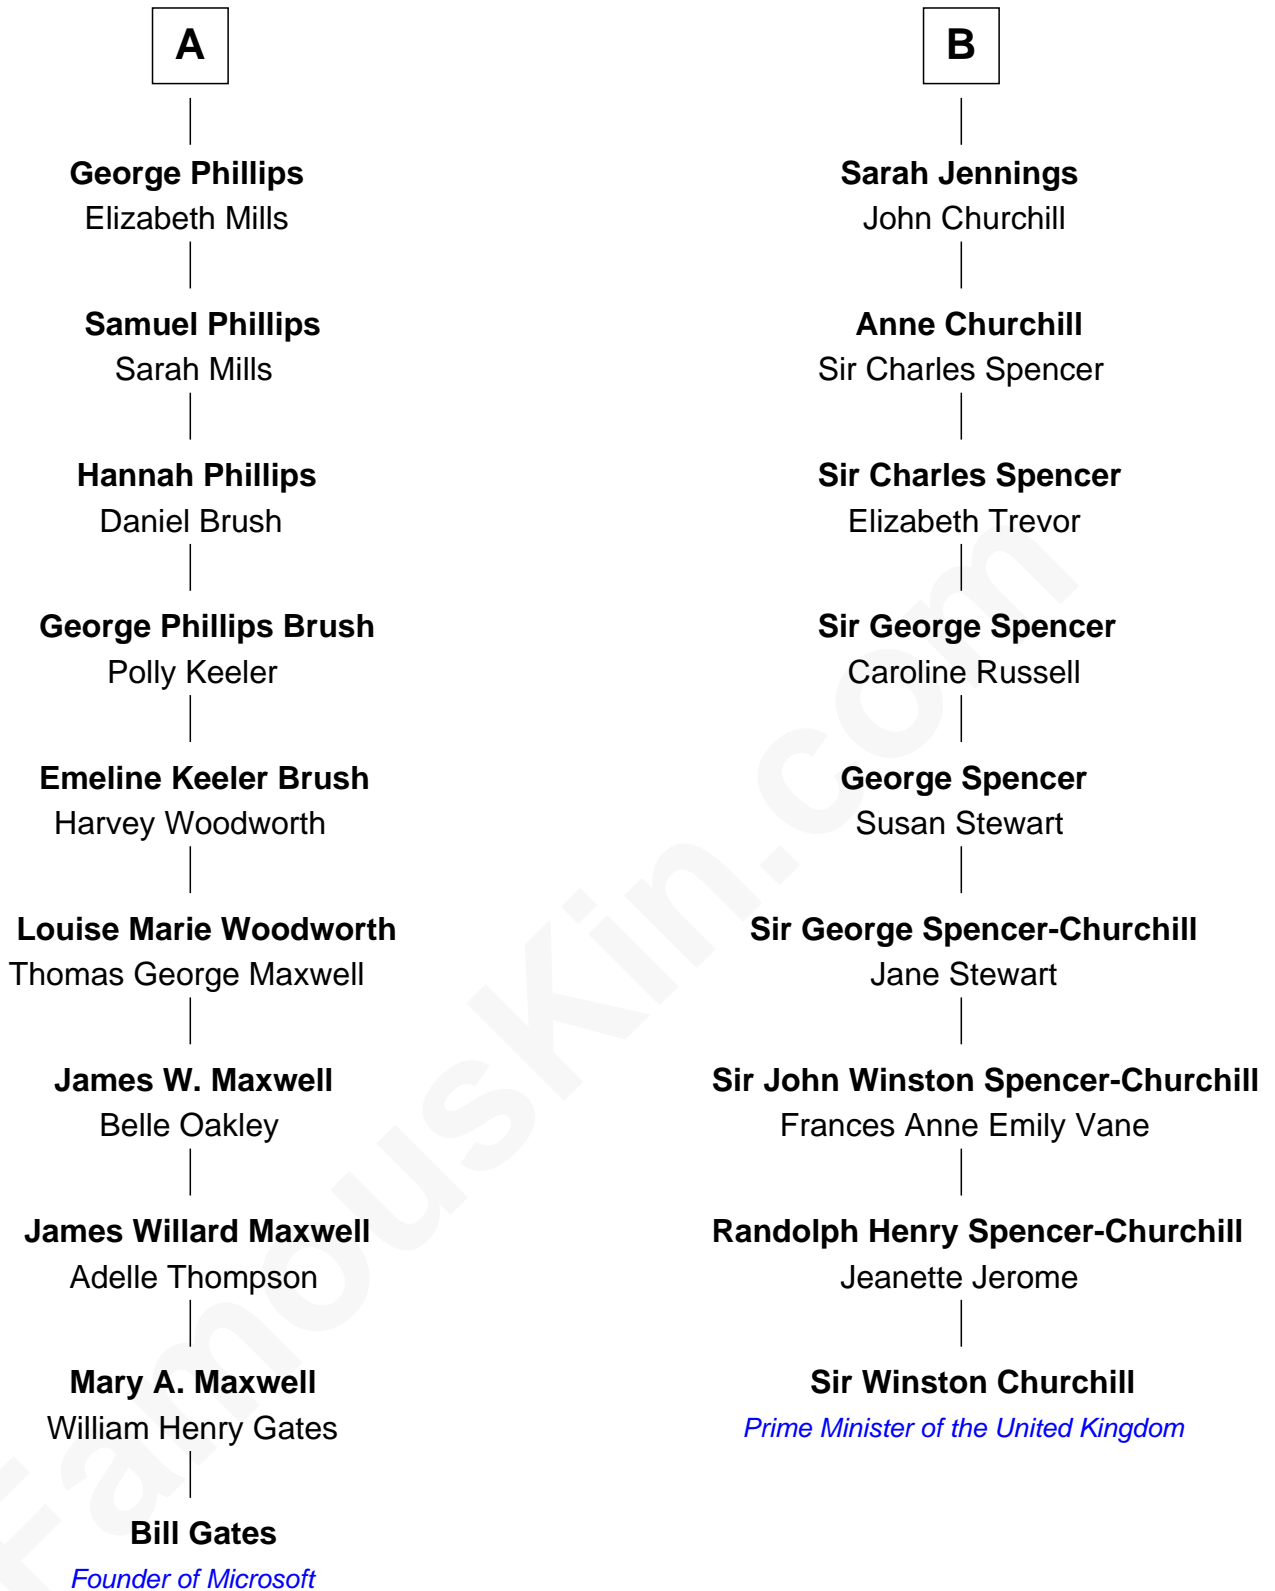 A
George Phillips
Elizabeth Mills
Samuel Phillips
Sarah Mills
Hannah Phillips
Daniel Brush
George Phillips Brush
Polly Keeler
Emeline Keeler Brush
Harvey Woodworth
Louise Marie Woodworth
Thomas George Maxwell
James W. Maxwell
Belle Oakley
James Willard Maxwell
Adelle Thompson
Mary A. Maxwell
William Henry Gates
Bill Gates
Founder of Microsoft
B
Sarah Jennings
John Churchill
Anne Churchill
Sir Charles Spencer
Sir Charles Spencer
Elizabeth Trevor
Sir George Spencer
Caroline Russell
George Spencer
Susan Stewart
Sir George Spencer-Churchill
Jane Stewart
Sir John Winston Spencer-Churchill
Frances Anne Emily Vane
Randolph Henry Spencer-Churchill
Jeanette Jerome
Sir Winston Churchill
Prime Minister of the United Kingdom
FamousKin.com